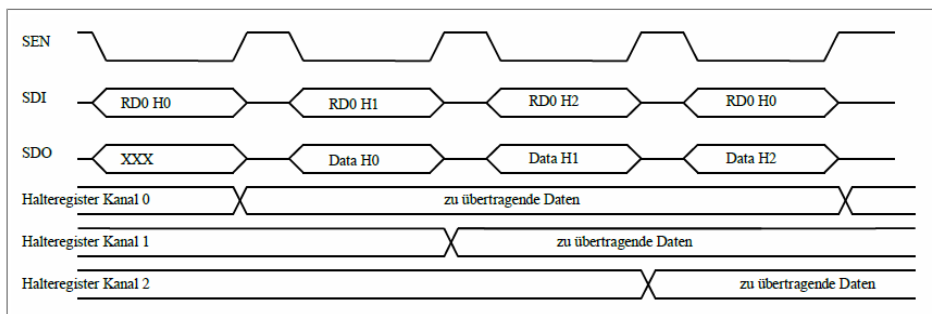 SEN
SDI RD0 H0 RD0 H1 RD0 H2 RD0 H0
SDO XXX Data H0 Data H1 Data H2
Halteregister Kanal 0 zu übertragende Daten
Halteregister Kanal 1 zu übertragende Daten
Halteregister Kanal 2 zu übertragende Daten